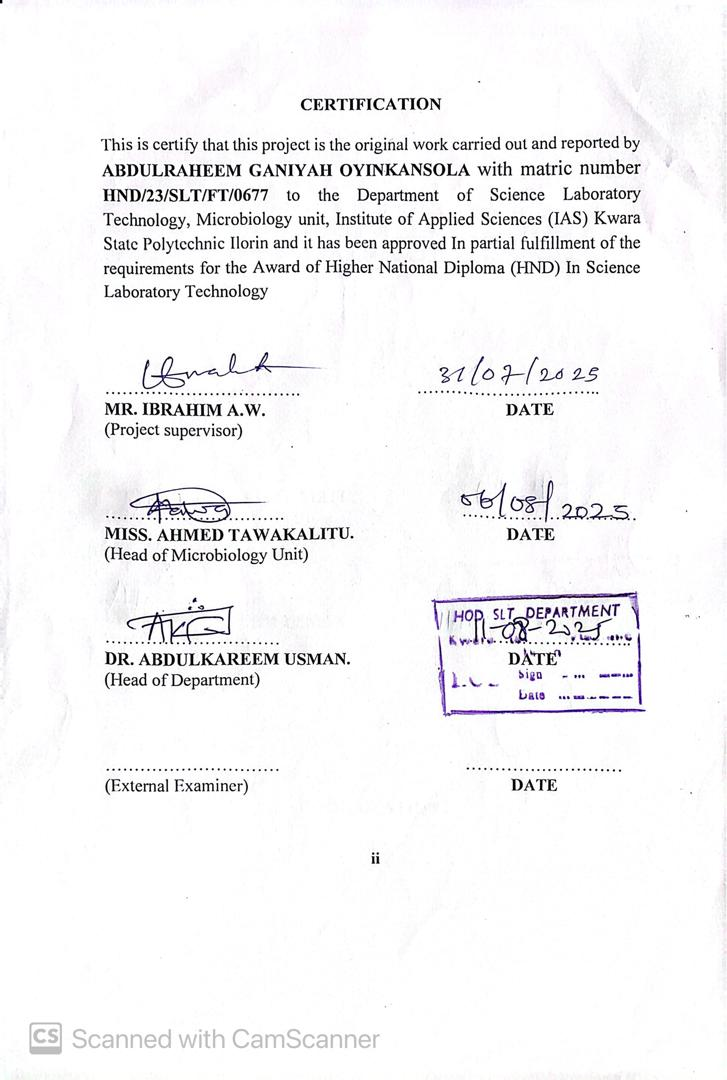 CERTIFICATION
This is certify that this project is the original work carried out and reported by
ABDULRAHEEM GANIYAH OYINKANSOLA with matric number
HND/23/SLT/FT/0677 to the Department of Science Laboratory
Technology, Microbiology unit, Institute of Applied Sciences (IAS) Kwara
State Polytechnic Ilorin and it has been approved In partial fulfillment of the
requirements for the Award of Higher National Diploma (HND) In Science
Laboratory Technology
31/07/2025
MR. IBRAHIM A.W. DATE
(Project supervisor)
06/08/2025
MISS. AHMED TAWAKALITU. DATE
(Head of Microbiology Unit)
HOD SLT DEPARTMENT
11-08-2025
DR. ABDULKAREEM USMAN. DATE
(Head of Department) Sign
Date
(External Examiner) DATE
ii
CS Scanned with CamScanner